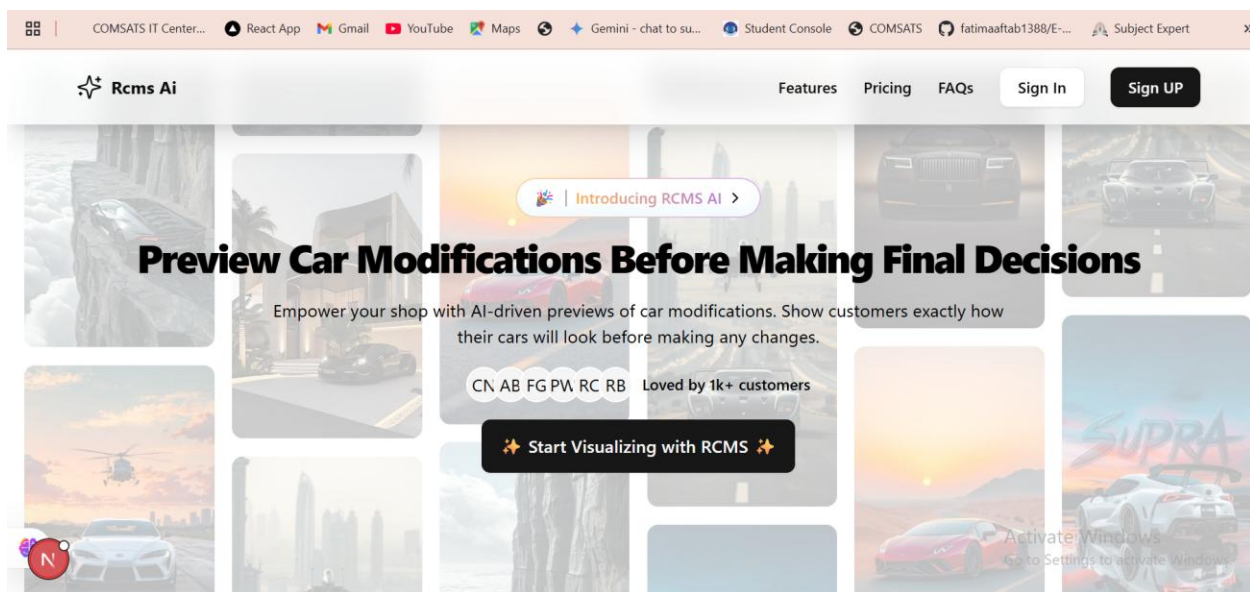 COMSATS IT Center... React App Gmail YouTube Maps Gemini - chat to su... Student Console COMSATS fatimaaftab1388/E-... Subject Expert »
Rcms Ai Features Pricing FAQs Sign In Sign UP
🎉 | Introducing RCMS AI >
Preview Car Modifications Before Making Final Decisions
Empower your shop with AI-driven previews of car modifications. Show customers exactly how
their cars will look before making any changes.
CN AB FG PW RC RB Loved by 1k+ customers
✨ Start Visualizing with RCMS ✨
SUPRA
Activate Windows
Go to Settings to activate Windows.
N